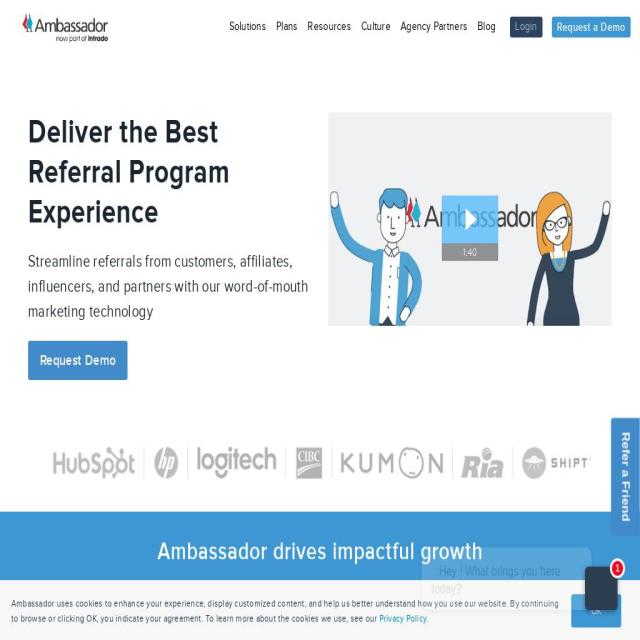 Ambassador
now part of Intrado
Solutions Plans Resources Culture Agency Partners Blog Login Request a Demo
Deliver the Best
Referral Program
Experience
Streamline referrals from customers, affiliates,
influencers, and partners with our word-of-mouth
marketing technology
Request Demo
Ambassador
1:40
HubSpot hp logitech CIBC KUMON Ria SHIPT
Refer a Friend
Ambassador drives impactful growth
Hey ! What brings you here
today?
1
Ambassador uses cookies to enhance your experience, display customized content, and help us better understand how you use our website. By continuing
to browse or clicking OK, you indicate your agreement. To learn more about the cookies we use, see our Privacy Policy.
OK